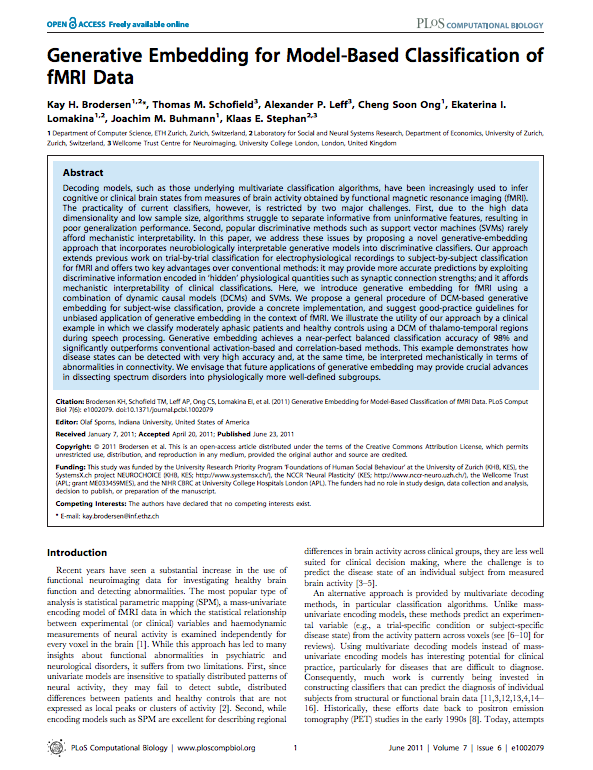 OPEN ACCESS Freely available online
PLoS COMPUTATIONAL BIOLOGY
Generative Embedding for Model-Based Classification of
fMRI Data
Kay H. Brodersen1,2*, Thomas M. Schofield3, Alexander P. Leff3, Cheng Soon Ong1, Ekaterina I.
Lomakina1,2, Joachim M. Buhmann1, Klaas E. Stephan2,3
1 Department of Computer Science, ETH Zurich, Zurich, Switzerland, 2 Laboratory for Social and Neural Systems Research, Department of Economics, University of Zurich,
Zurich, Switzerland, 3 Wellcome Trust Centre for Neuroimaging, University College London, London, United Kingdom
Abstract
Decoding models, such as those underlying multivariate classification algorithms, have been increasingly used to infer
cognitive or clinical brain states from measures of brain activity obtained by functional magnetic resonance imaging (fMRI).
The practicality of current classifiers, however, is restricted by two major challenges. First, due to the high data
dimensionality and low sample size, algorithms struggle to separate informative from uninformative features, resulting in
poor generalization performance. Second, popular discriminative methods such as support vector machines (SVMs) rarely
afford mechanistic interpretability. In this paper, we address these issues by proposing a novel generative-embedding
approach that incorporates neurobiologically interpretable generative models into discriminative classifiers. Our approach
extends previous work on trial-by-trial classification for electrophysiological recordings to subject-by-subject classification
for fMRI and offers two key advantages over conventional methods: it may provide more accurate predictions by exploiting
discriminative information encoded in 'hidden' physiological quantities such as synaptic connection strengths; and it affords
mechanistic interpretability of clinical classifications. Here, we introduce generative embedding for fMRI using a
combination of dynamic causal models (DCMs) and SVMs. We propose a general procedure of DCM-based generative
embedding for subject-wise classification, provide a concrete implementation, and suggest good-practice guidelines for
unbiased application of generative embedding in the context of fMRI. We illustrate the utility of our approach by a clinical
example in which we classify moderately aphasic patients and healthy controls using a DCM of thalamo-temporal regions
during speech processing. Generative embedding achieves a near-perfect balanced classification accuracy of 98% and
significantly outperforms conventional activation-based and correlation-based methods. This example demonstrates how
disease states can be detected with very high accuracy and, at the same time, be interpreted mechanistically in terms of
abnormalities in connectivity. We envisage that future applications of generative embedding may provide crucial advances
in dissecting spectrum disorders into physiologically more well-defined subgroups.
Citation: Brodersen KH, Schofield TM, Leff AP, Ong CS, Lomakina EI, et al. (2011) Generative Embedding for Model-Based Classification of fMRI Data. PLoS Comput
Biol 7(6): e1002079. doi:10.1371/journal.pcbi.1002079
Editor: Olaf Sporns, Indiana University, United States of America
Received January 7, 2011; Accepted April 20, 2011; Published June 23, 2011
Copyright: © 2011 Brodersen et al. This is an open-access article distributed under the terms of the Creative Commons Attribution License, which permits
unrestricted use, distribution, and reproduction in any medium, provided the original author and source are credited.
Funding: This study was funded by the University Research Priority Program 'Foundations of Human Social Behaviour' at the University of Zurich (KHB, KES), the
SystemsX.ch project NEUROCHOICE (KHB, KES; http://www.systemsx.ch/), the NCCR 'Neural Plasticity' (KES; http://www.nccr-neuro.uzh.ch/), the Wellcome Trust
(APL; grant ME033459MES), and the NIHR CBRC at University College Hospitals London (APL). The funders had no role in study design, data collection and analysis,
decision to publish, or preparation of the manuscript.
Competing Interests: The authors have declared that no competing interests exist.
* E-mail: kay.brodersen@inf.ethz.ch
Introduction
Recent years have seen a substantial increase in the use of
functional neuroimaging data for investigating healthy brain
function and detecting abnormalities. The most popular type of
analysis is statistical parametric mapping (SPM), a mass-univariate
encoding model of fMRI data in which the statistical relationship
between experimental (or clinical) variables and haemodynamic
measurements of neural activity is examined independently for
every voxel in the brain [1]. While this approach has led to many
insights about functional abnormalities in psychiatric and
neurological disorders, it suffers from two limitations. First, since
univariate models are insensitive to spatially distributed patterns of
neural activity, they may fail to detect subtle, distributed
differences between patients and healthy controls that are not
expressed as local peaks or clusters of activity [2]. Second, while
encoding models such as SPM are excellent for describing regional
differences in brain activity across clinical groups, they are less well
suited for clinical decision making, where the challenge is to
predict the disease state of an individual subject from measured
brain activity [3–5].
An alternative approach is provided by multivariate decoding
methods, in particular classification algorithms. Unlike mass-
univariate encoding models, these methods predict an experimen-
tal variable (e.g., a trial-specific condition or subject-specific
disease state) from the activity pattern across voxels (see [6–10] for
reviews). Using multivariate decoding models instead of mass-
univariate encoding models has interesting potential for clinical
practice, particularly for diseases that are difficult to diagnose.
Consequently, much work is currently being invested in
constructing classifiers that can predict the diagnosis of individual
subjects from structural or functional brain data [11,3,12,13,4,14–
16]. Historically, these efforts date back to positron emission
tomography (PET) studies in the early 1990s [8]. Today, attempts
PLoS Computational Biology | www.ploscompbiol.org
1
June 2011 | Volume 7 | Issue 6 | e1002079